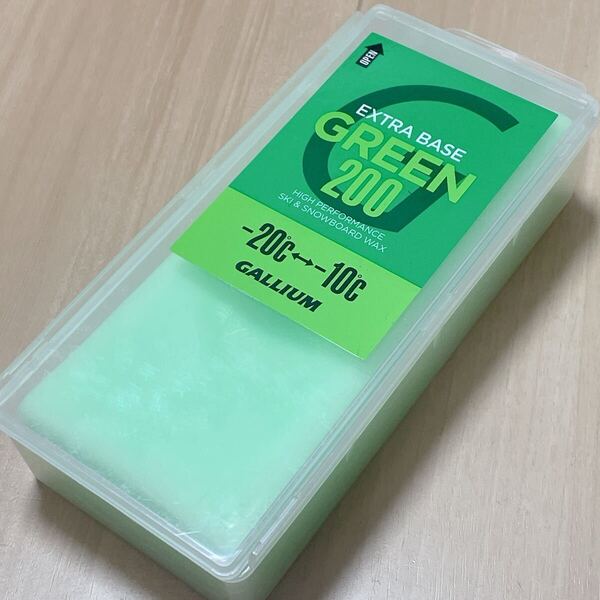 OPEN
EXTRA BASE
GREEN
200
HIGH PERFORMANCE
SKI & SNOWBOARD WAX
-20℃↔-10℃
GALLIUM